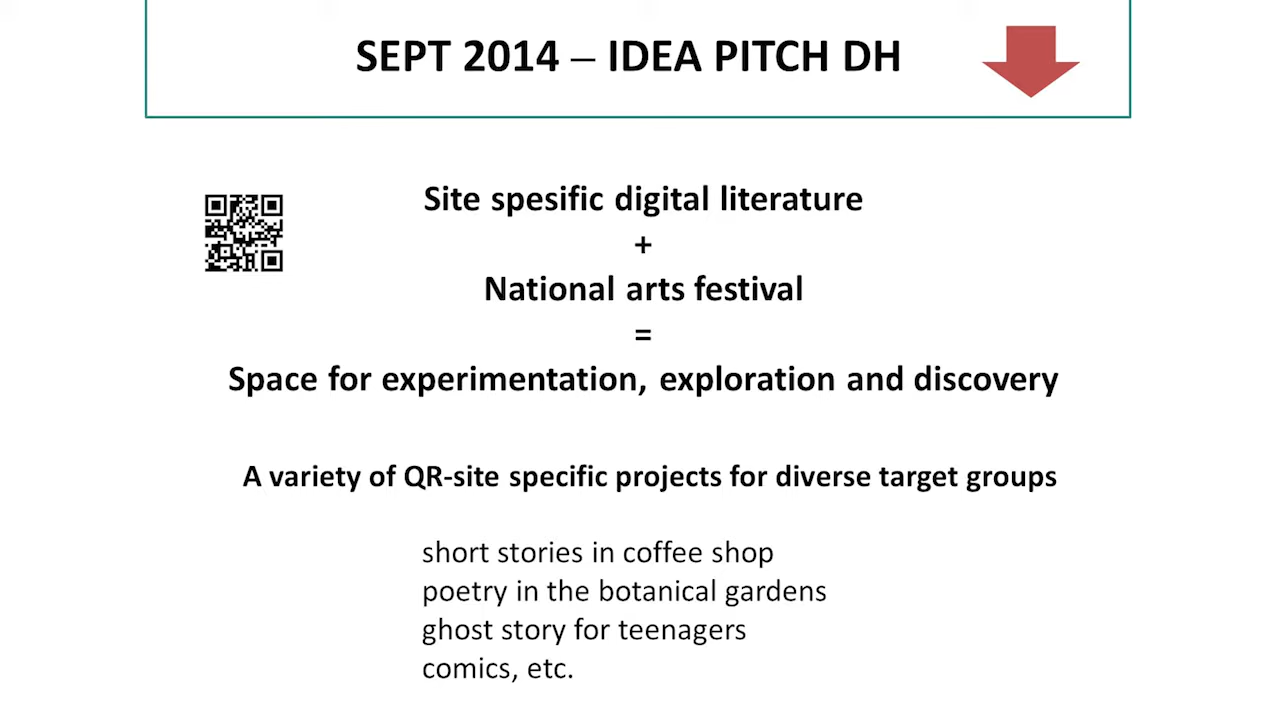 SEPT 2014 – IDEA PITCH DH
Site spesific digital literature
+
National arts festival
=
Space for experimentation, exploration and discovery
A variety of QR-site specific projects for diverse target groups
short stories in coffee shop
poetry in the botanical gardens
ghost story for teenagers
comics, etc.